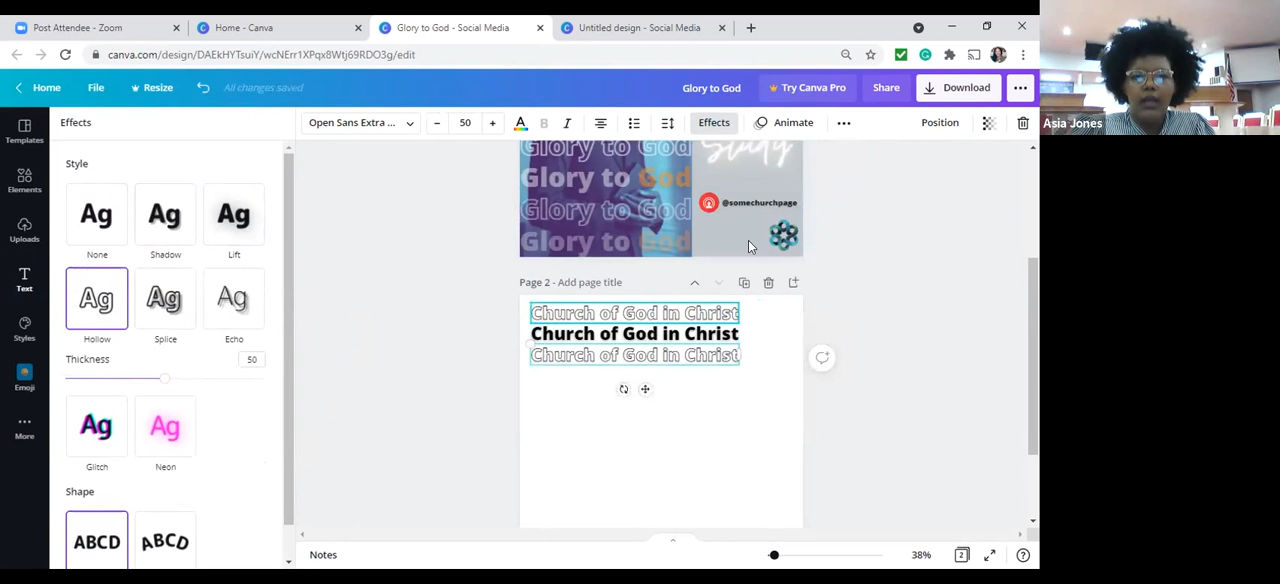 Post Attendee - Zoom
Home - Canva
Glory to God - Social Media
Untitled design - Social Media
canva.com/design/DAEkHYTsuiY/wcNErr1XPqx8Wtj69RDO3g/edit
Home
File
Resize
All changes saved
Glory to God
Try Canva Pro
Share
Download
Asia Jones
Templates
Elements
Uploads
Text
Styles
Emoji
More
Effects
Open Sans Extra ...
50
A
B
I
Effects
Animate
Position
Style
Ag
Ag
Ag
None
Shadow
Lift
Ag
Ag
Ag
Hollow
Splice
Echo
Thickness
50
Ag
Ag
Glitch
Neon
Shape
ABCD
ABCD
Glory to God
Glory to God
Glory to God
Glory to God
Study
@somechurchpage
Page 2 - Add page title
Church of God in Christ
Church of God in Christ
Church of God in Christ
Notes
38%
2